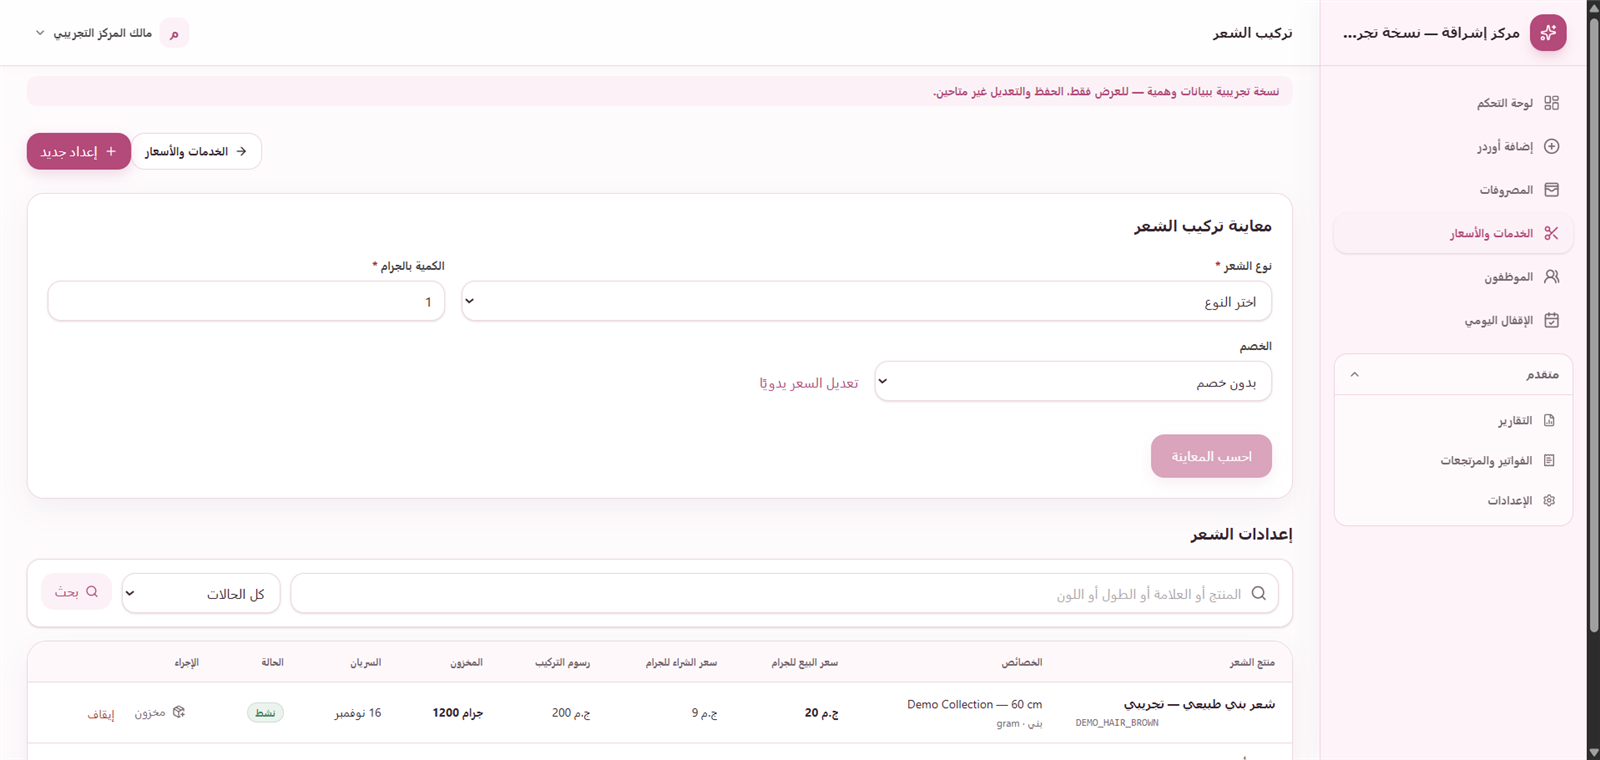 مركز إشراقة — نسخة تجر...
لوحة التحكم
إضافة أوردر
المصروفات
الخدمات والأسعار
الموظفون
الإقفال اليومي
متقدم
التقارير
الفواتير والمرتجعات
الإعدادات
تركيب الشعر
م
مالك المركز التجريبي
نسخة تجريبية ببيانات وهمية — للعرض فقط. الحفظ والتعديل غير متاحين.
الخدمات والأسعار
إعداد جديد
معاينة تركيب الشعر
نوع الشعر *
الكمية بالجرام *
اختر النوع
1
الخصم
بدون خصم
تعديل السعر يدويًا
احسب المعاينة
إعدادات الشعر
المنتج أو العلامة أو الطول أو اللون
كل الحالات
بحث
منتج الشعر الخصائص سعر البيع للجرام سعر الشراء للجرام رسوم التركيب المخزون السريان الحالة الإجراء
شعر بني طبيعي — تجريبي
DEMO_HAIR_BROWN
Demo Collection — 60 cm
بني · gram
ج.م 20
ج.م 9
ج.م 200
جرام 1200
16 نوفمبر
نشط
مخزون
إيقاف